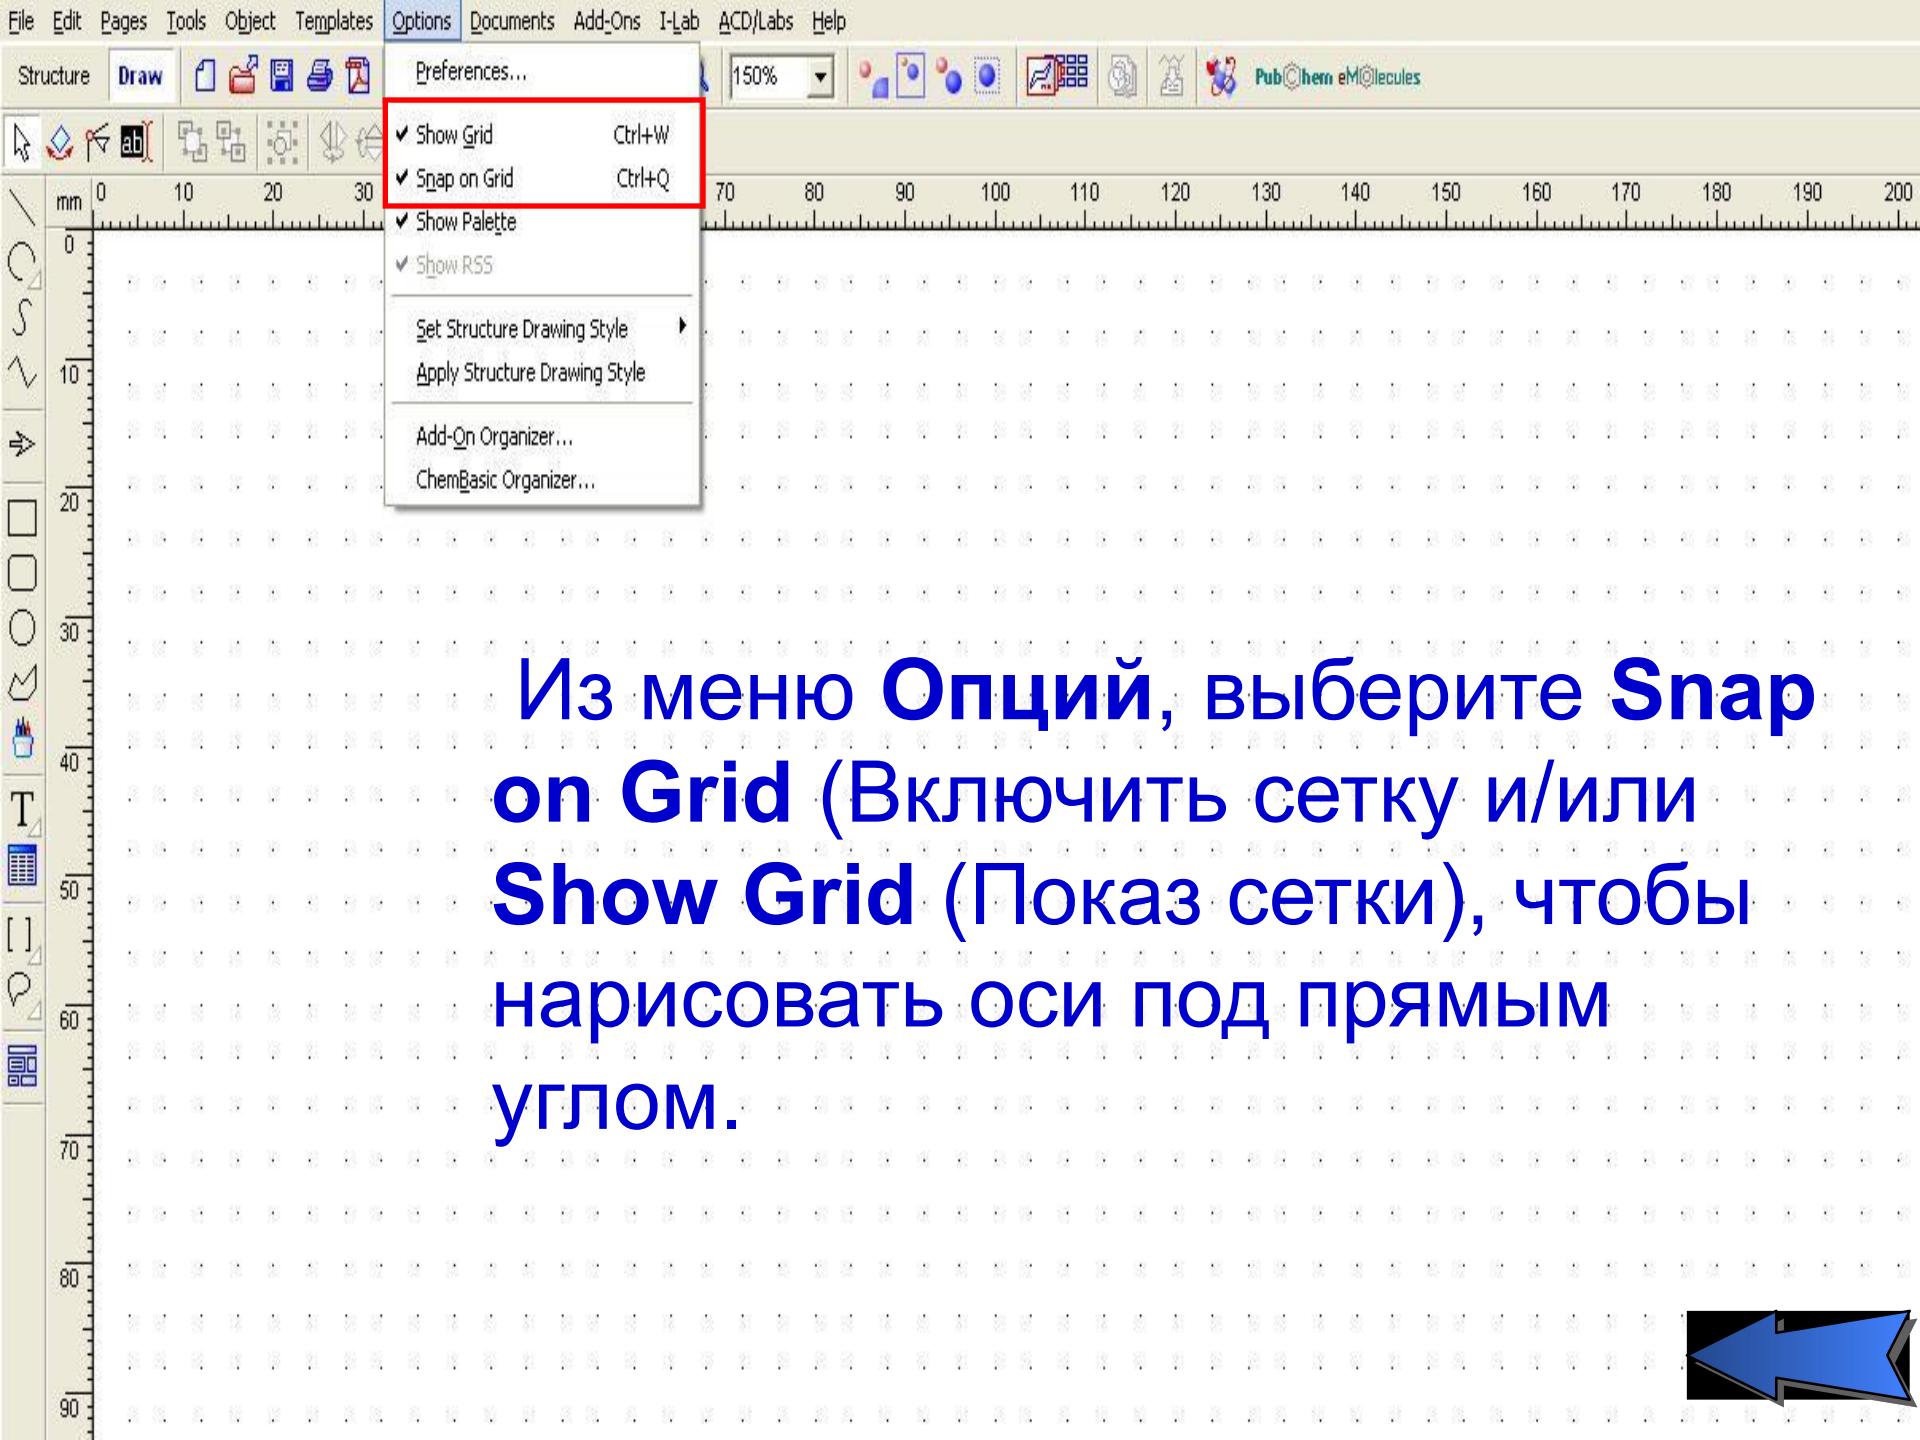 File Edit Pages Tools Object Templates Options Documents Add-Ons I-Lab ACD/Labs Help
Structure Draw 150% PubChem eMolecules
Preferences...
Show Grid Ctrl+W
Snap on Grid Ctrl+Q
Show Palette
Show RSS
Set Structure Drawing Style
Apply Structure Drawing Style
Add-On Organizer...
ChemBasic Organizer...
mm 0 10 20 30 70 80 90 100 110 120 130 140 150 160 170 180 190 200
0
10
20
30
40
50
60
70
80
90
ab
T
Из меню Опций, выберите Snap
on Grid (Включить сетку и/или
Show Grid (Показ сетки), чтобы
нарисовать оси под прямым
углом.